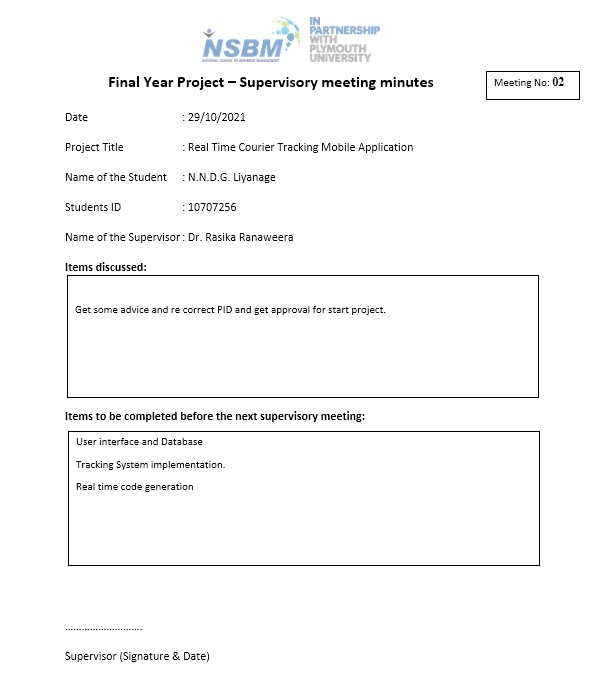 NSBM
NATIONAL SCHOOL OF BUSINESS MANAGEMENT
IN
PARTNERSHIP
WITH
PLYMOUTH
UNIVERSITY
Final Year Project – Supervisory meeting minutes
Meeting No: 02
Date : 29/10/2021
Project Title : Real Time Courier Tracking Mobile Application
Name of the Student : N.N.D.G. Liyanage
Students ID : 10707256
Name of the Supervisor : Dr. Rasika Ranaweera
Items discussed:
Get some advice and re correct PID and get approval for start project.
Items to be completed before the next supervisory meeting:
User interface and Database
Tracking System implementation.
Real time code generation
………………………
Supervisor (Signature & Date)